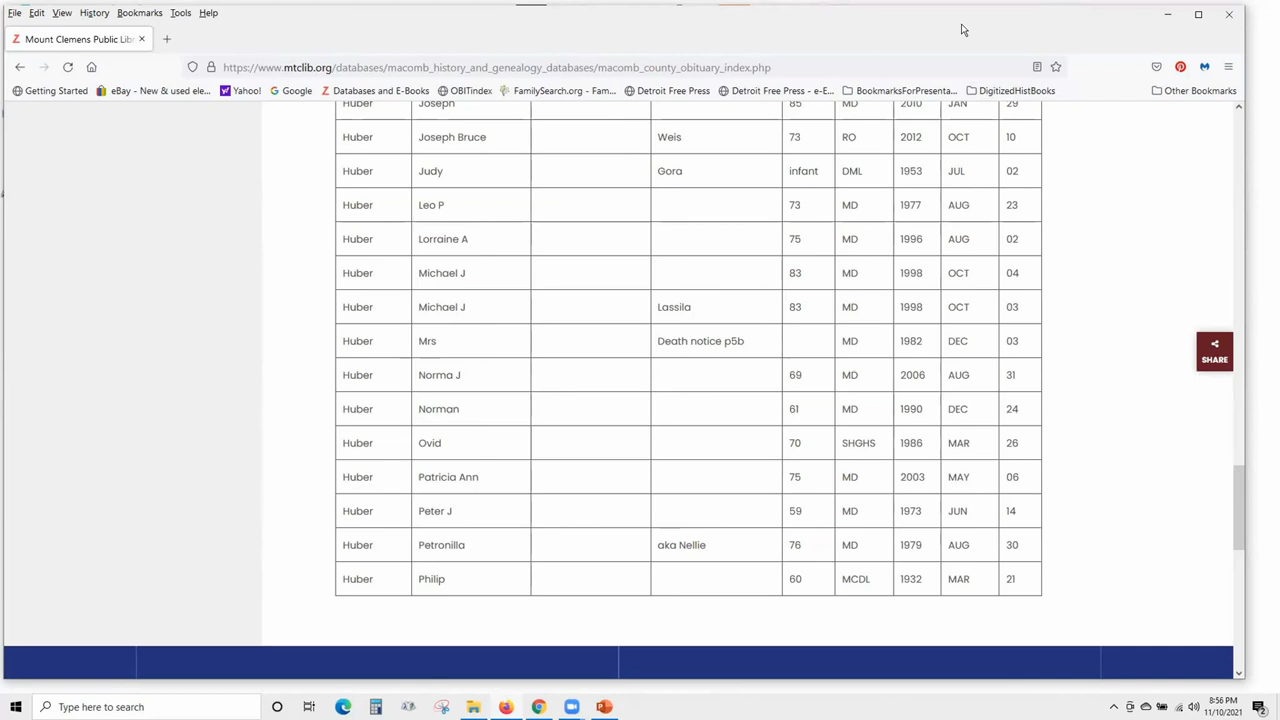 File Edit View History Bookmarks Tools Help
Mount Clemens Public Libr
https://www.mtclib.org/databases/macomb_history_and_genealogy_databases/macomb_county_obituary_index.php
Getting Started eBay - New & used ele... Yahoo! Google Databases and E-Books OBITindex FamilySearch.org - Fam... Detroit Free Press Detroit Free Press - e-E... BookmarksForPresenta... DigitizedHistBooks Other Bookmarks
Huber Joseph 85 MD 2010 JAN 29
Huber Joseph Bruce Weis 73 RO 2012 OCT 10
Huber Judy Gora infant DML 1953 JUL 02
Huber Leo P 73 MD 1977 AUG 23
Huber Lorraine A 75 MD 1996 AUG 02
Huber Michael J 83 MD 1998 OCT 04
Huber Michael J Lassila 83 MD 1998 OCT 03
Huber Mrs Death notice p5b MD 1982 DEC 03
SHARE
Huber Norma J 69 MD 2006 AUG 31
Huber Norman 61 MD 1990 DEC 24
Huber Ovid 70 SHGHS 1986 MAR 26
Huber Patricia Ann 75 MD 2003 MAY 06
Huber Peter J 59 MD 1973 JUN 14
Huber Petronilla aka Nellie 76 MD 1979 AUG 30
Huber Philip 60 MCDL 1932 MAR 21
Type here to search
8:56 PM
11/10/2021
2